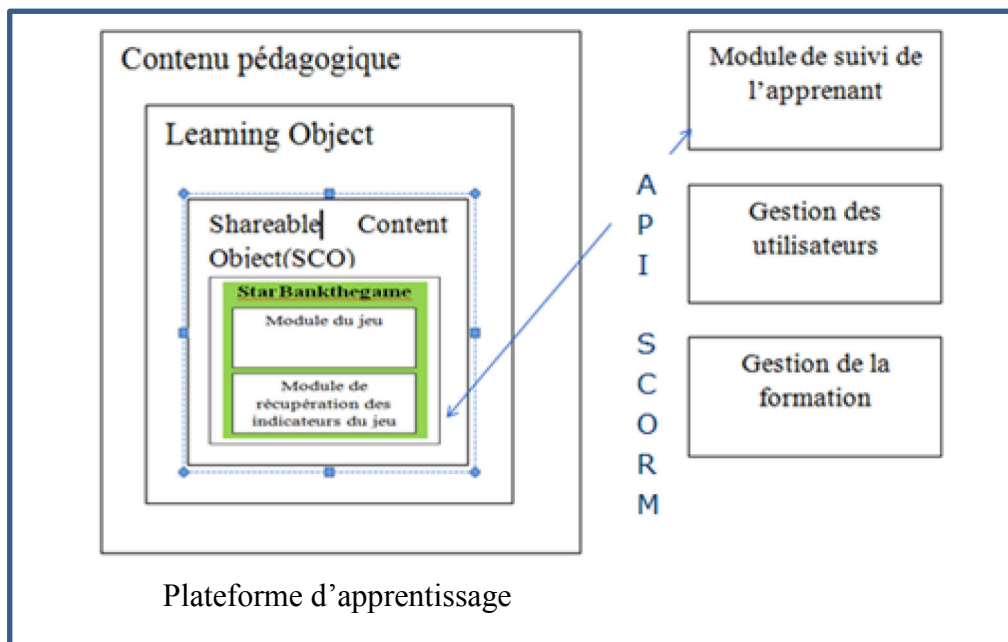 Contenu pédagogique
Learning Object
Shareable Content
Object(SCO)
StarBankthegame
Module du jeu
Module de
récupération des
indicateurs du jeu
A
P
I
S
C
O
R
M
Module de suivi de
l'apprenant
Gestion des
utilisateurs
Gestion de la
formation
Plateforme d'apprentissage